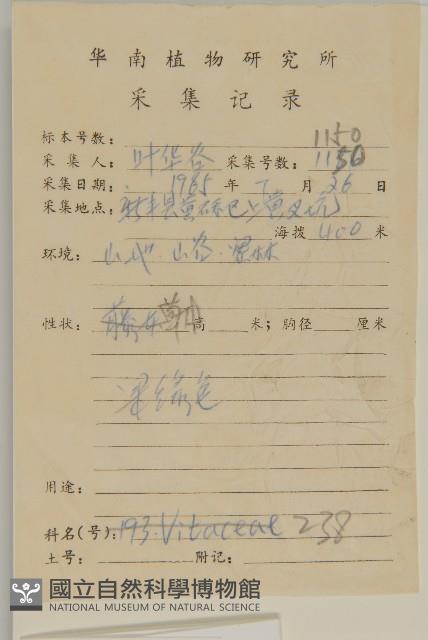 华南植物研究所
采集记录
1150
标本号数:
采集人: 叶华谷 采集号数: 1150
采集日期: 1985 年 7 月 26 日
采集地点:
海拨 400 米
环境: 山地·山谷·
性状: 高 米; 胸径 厘米
用途:
科名(号): 193. Vitaceae 238
土号: 附记:
國立自然科學博物館
NATIONAL MUSEUM OF NATURAL SCIENCE